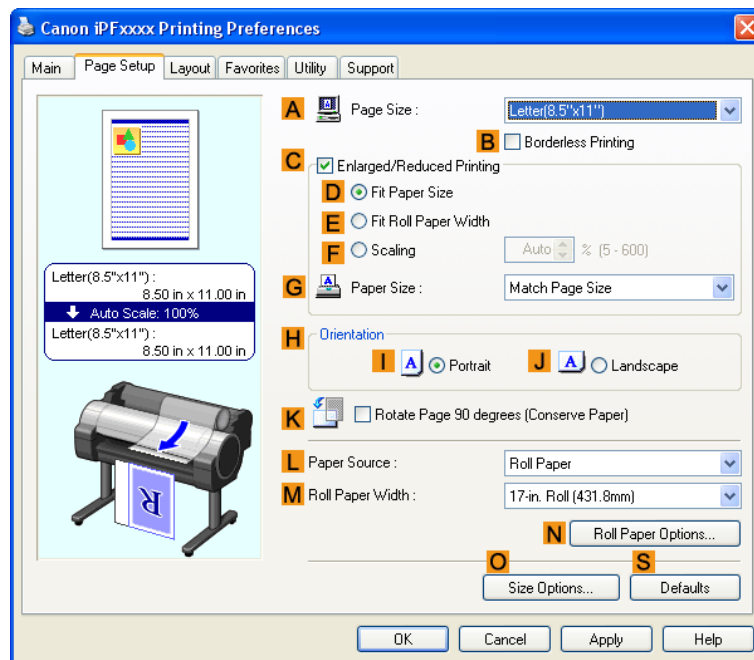 Canon iPFxxxx Printing Preferences
Main Page Setup Layout Favorites Utility Support
A Page Size : Letter(8.5"x11")
B Borderless Printing
C Enlarged/Reduced Printing
D Fit Paper Size
E Fit Roll Paper Width
F Scaling Auto % (5 - 600)
G Paper Size : Match Page Size
Letter(8.5"x11") :
8.50 in x 11.00 in
Auto Scale: 100%
Letter(8.5"x11") :
8.50 in x 11.00 in
H Orientation
I A Portrait J A Landscape
K Rotate Page 90 degrees (Conserve Paper)
L Paper Source : Roll Paper
M Roll Paper Width : 17-in. Roll (431.8mm)
R
N Roll Paper Options...
O S
Size Options... Defaults
OK Cancel Apply Help